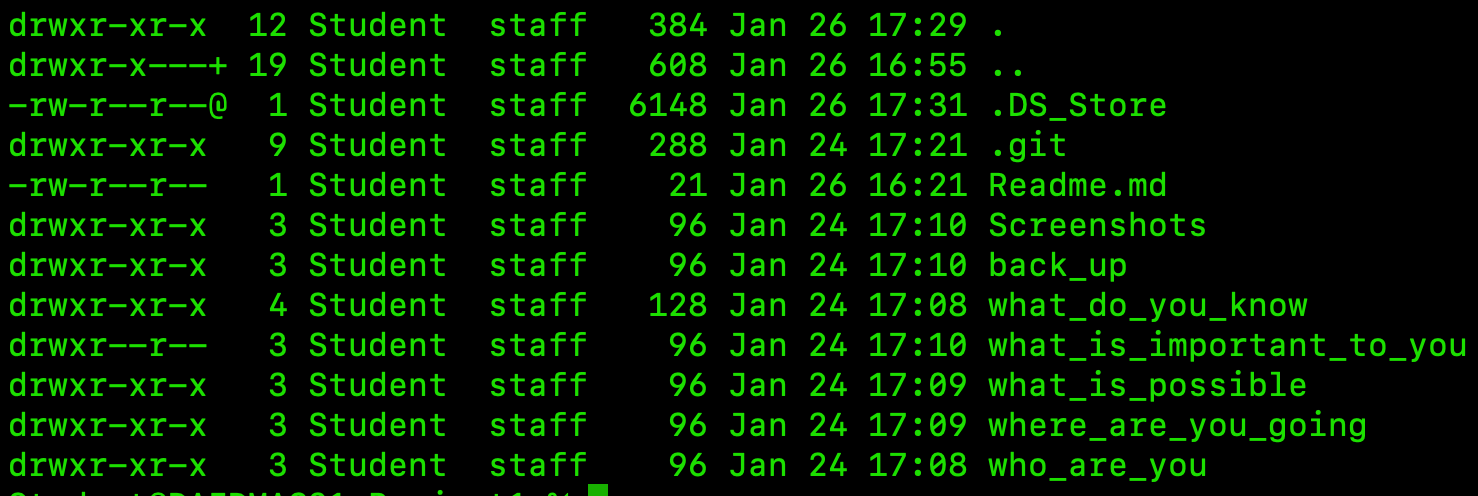 drwxr-xr-x  12 Student  staff   384 Jan 26 17:29 .
drwxr-x---+ 19 Student  staff   608 Jan 26 16:55 ..
-rw-r--r--@  1 Student  staff  6148 Jan 26 17:31 .DS_Store
drwxr-xr-x   9 Student  staff   288 Jan 24 17:21 .git
-rw-r--r--   1 Student  staff    21 Jan 26 16:21 Readme.md
drwxr-xr-x   3 Student  staff    96 Jan 24 17:10 Screenshots
drwxr-xr-x   3 Student  staff    96 Jan 24 17:10 back_up
drwxr-xr-x   4 Student  staff   128 Jan 24 17:08 what_do_you_know
drwxr--r--   3 Student  staff    96 Jan 24 17:10 what_is_important_to_you
drwxr-xr-x   3 Student  staff    96 Jan 24 17:09 what_is_possible
drwxr-xr-x   3 Student  staff    96 Jan 24 17:09 where_are_you_going
drwxr-xr-x   3 Student  staff    96 Jan 24 17:08 who_are_you